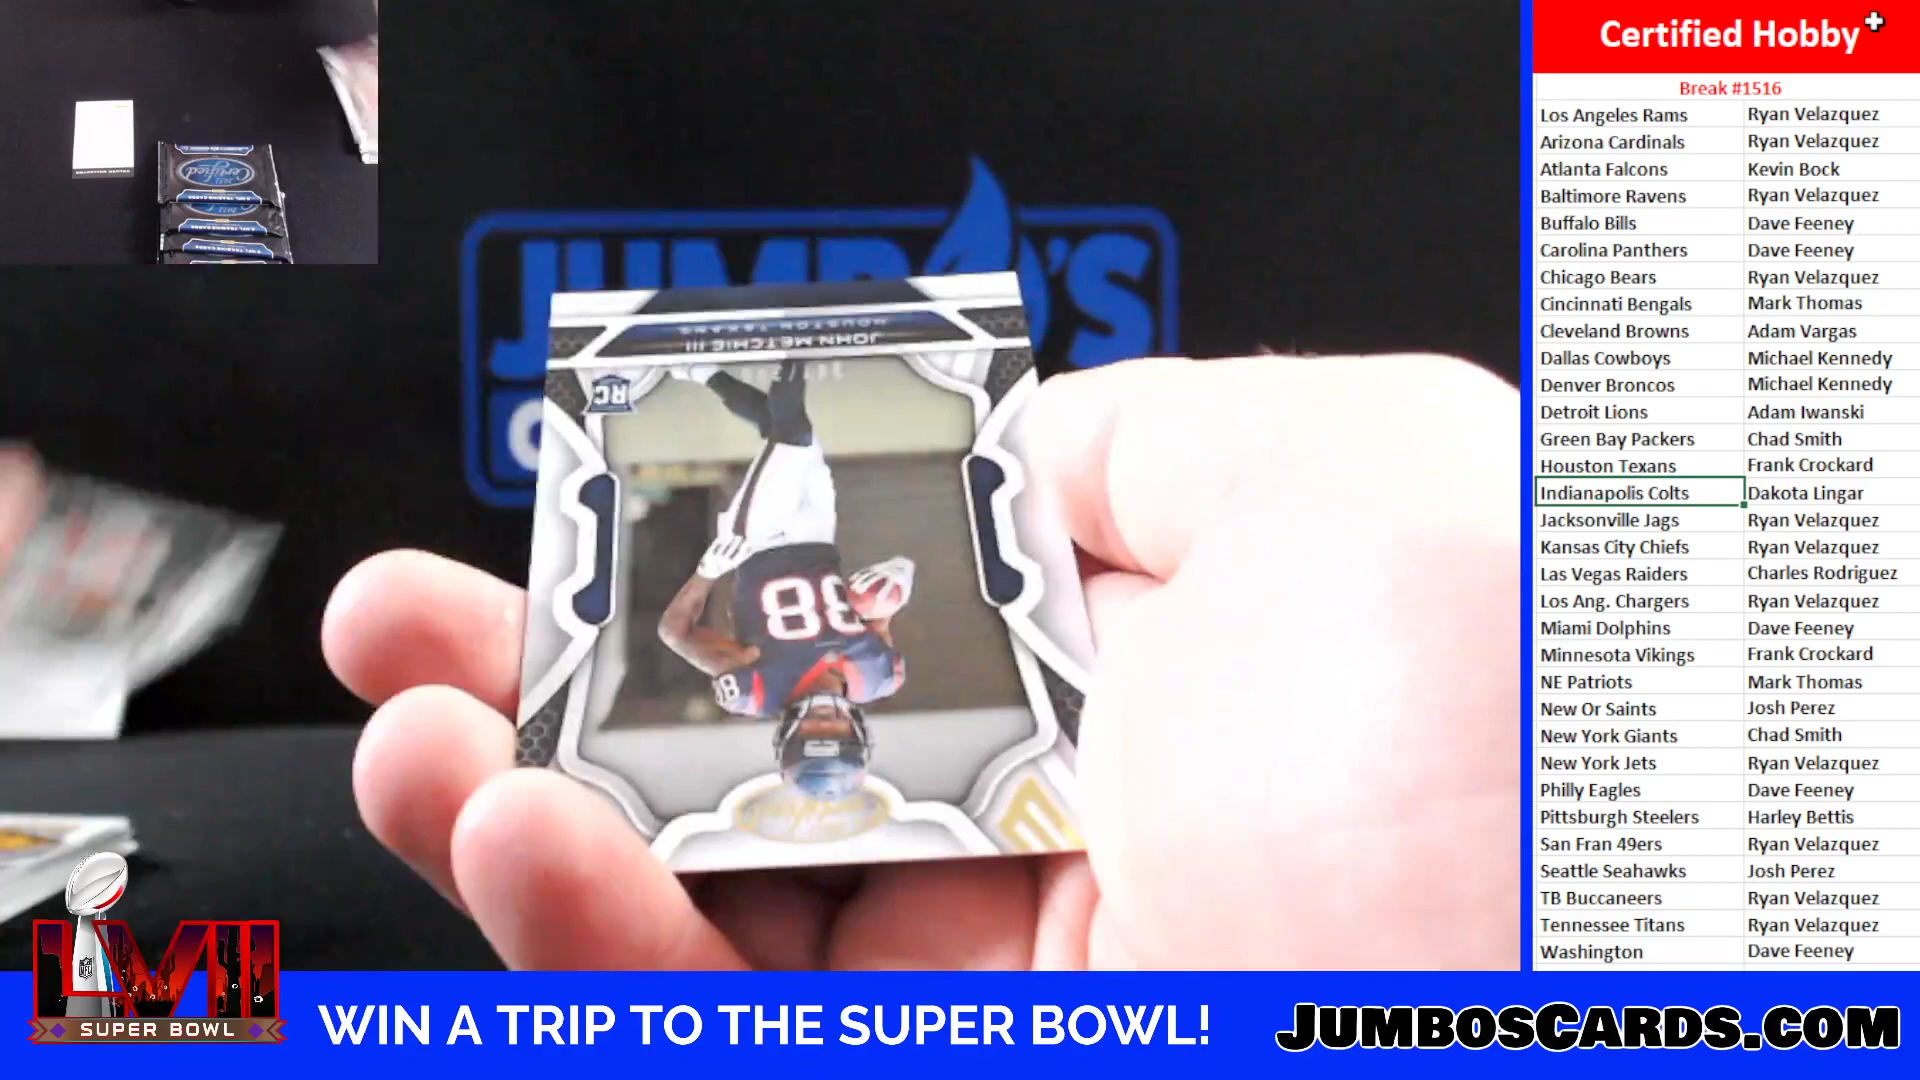 Certified Hobby
Break #1516
Los Angeles Rams Ryan Velazquez
Arizona Cardinals Ryan Velazquez
Atlanta Falcons Kevin Bock
Baltimore Ravens Ryan Velazquez
Buffalo Bills Dave Feeney
Carolina Panthers Dave Feeney
Chicago Bears Ryan Velazquez
Cincinnati Bengals Mark Thomas
Cleveland Browns Adam Vargas
Dallas Cowboys Michael Kennedy
Denver Broncos Michael Kennedy
Detroit Lions Adam Iwanski
Green Bay Packers Chad Smith
Houston Texans Frank Crockard
Indianapolis Colts Dakota Lingar
Jacksonville Jags Ryan Velazquez
Kansas City Chiefs Ryan Velazquez
Las Vegas Raiders Charles Rodriguez
Los Ang. Chargers Ryan Velazquez
Miami Dolphins Dave Feeney
Minnesota Vikings Frank Crockard
NE Patriots Mark Thomas
New Or Saints Josh Perez
New York Giants Chad Smith
New York Jets Ryan Velazquez
Philly Eagles Dave Feeney
Pittsburgh Steelers Harley Bettis
San Fran 49ers Ryan Velazquez
Seattle Seahawks Josh Perez
TB Buccaneers Ryan Velazquez
Tennessee Titans Ryan Velazquez
Washington Dave Feeney
JUMBO'S
JOHN METCHIE III
HOUSTON TEXANS
RC
88
Certified
LVII
NFL
SUPER BOWL
WIN A TRIP TO THE SUPER BOWL!
JUMBOSCARDS.COM